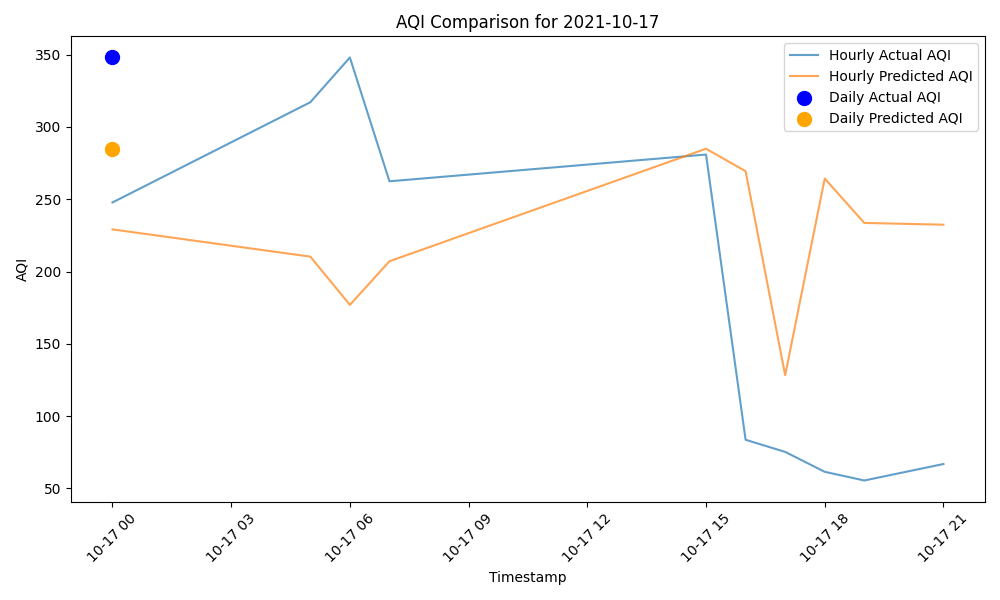 AQI Comparison for 2021-10-17
Hourly Actual AQI
Hourly Predicted AQI
Daily Actual AQI
Daily Predicted AQI
AQI
350
300
250
200
150
100
50
10-17 00
10-17 03
10-17 06
10-17 09
10-17 12
10-17 15
10-17 18
10-17 21
Timestamp